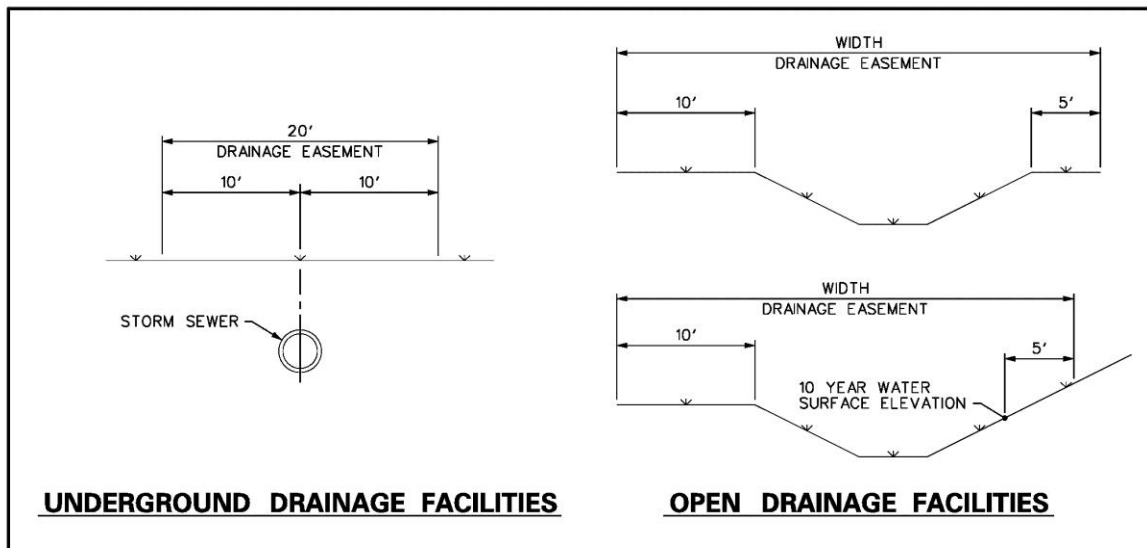 20'
DRAINAGE EASEMENT
10' 10'
STORM SEWER
UNDERGROUND DRAINAGE FACILITIES
WIDTH
DRAINAGE EASEMENT
10' 5'
WIDTH
DRAINAGE EASEMENT
10' 5'
10 YEAR WATER
SURFACE ELEVATION
OPEN DRAINAGE FACILITIES